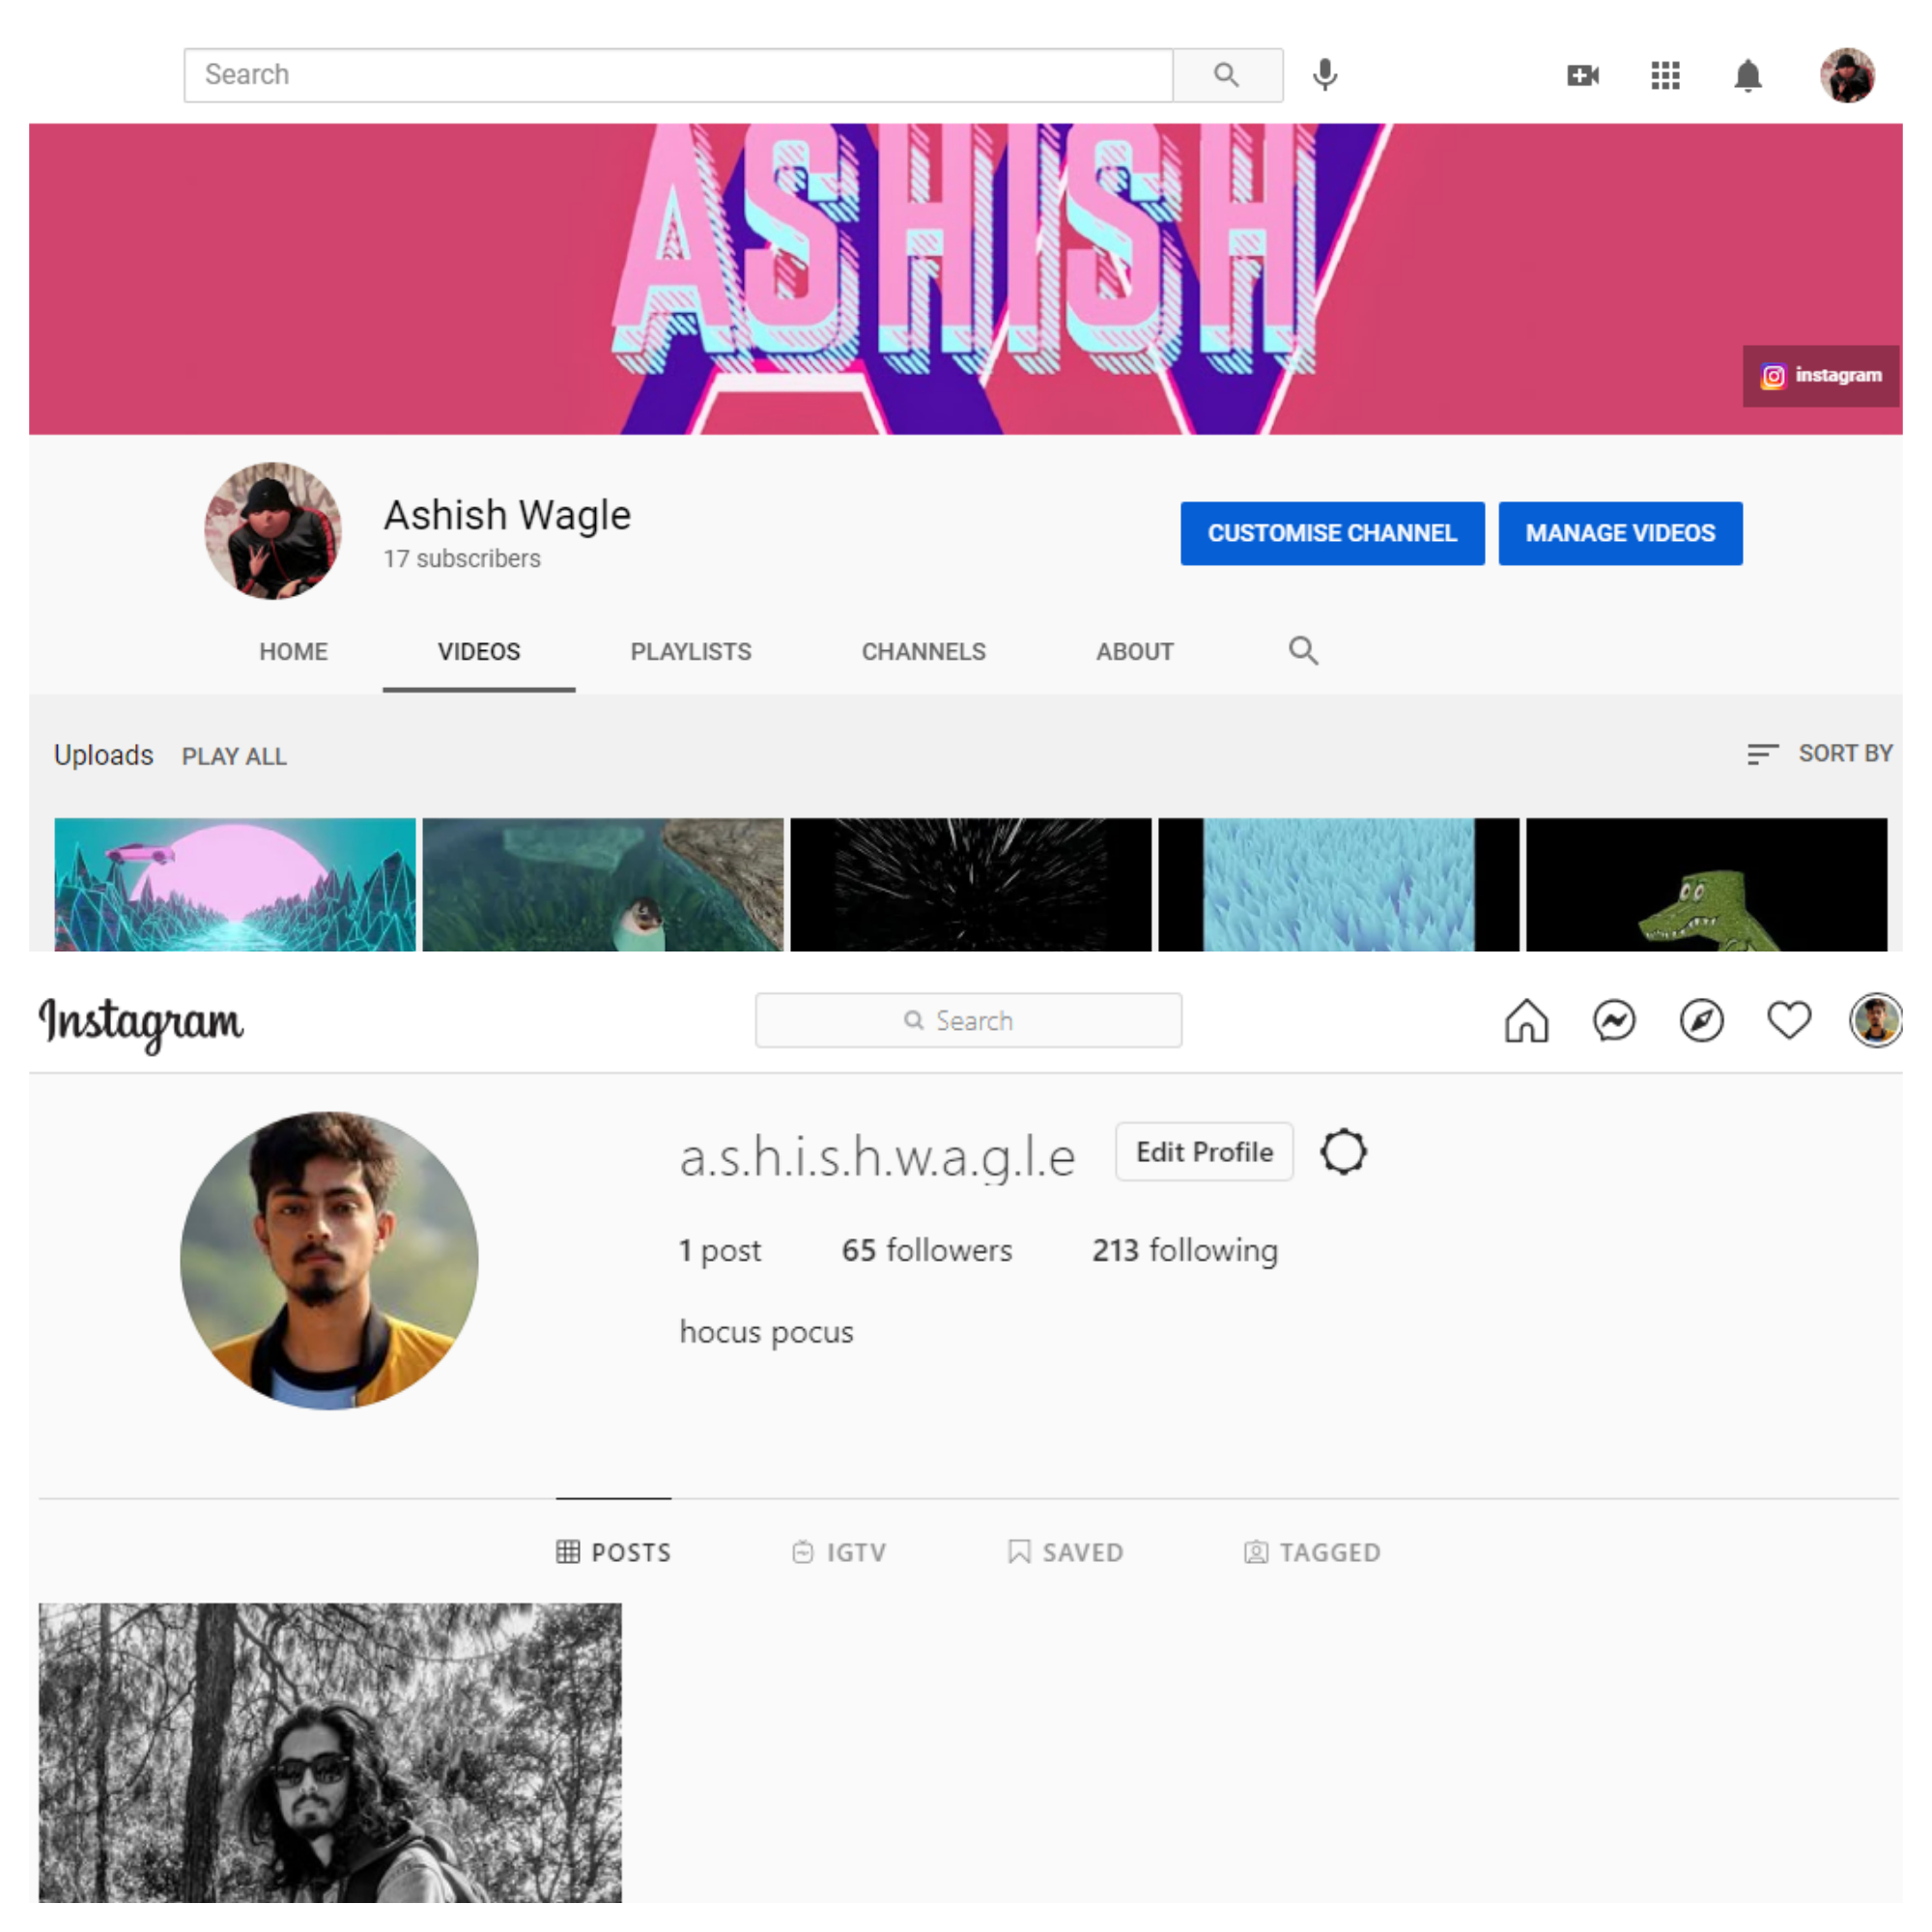 Search
ASHISH
instagram
Ashish Wagle
17 subscribers
CUSTOMISE CHANNEL
MANAGE VIDEOS
HOME
VIDEOS
PLAYLISTS
CHANNELS
ABOUT
Uploads
PLAY ALL
SORT BY
Instagram
Search
a.s.h.i.s.h.w.a.g.l.e
Edit Profile
1 post
65 followers
213 following
hocus pocus
POSTS
IGTV
SAVED
TAGGED